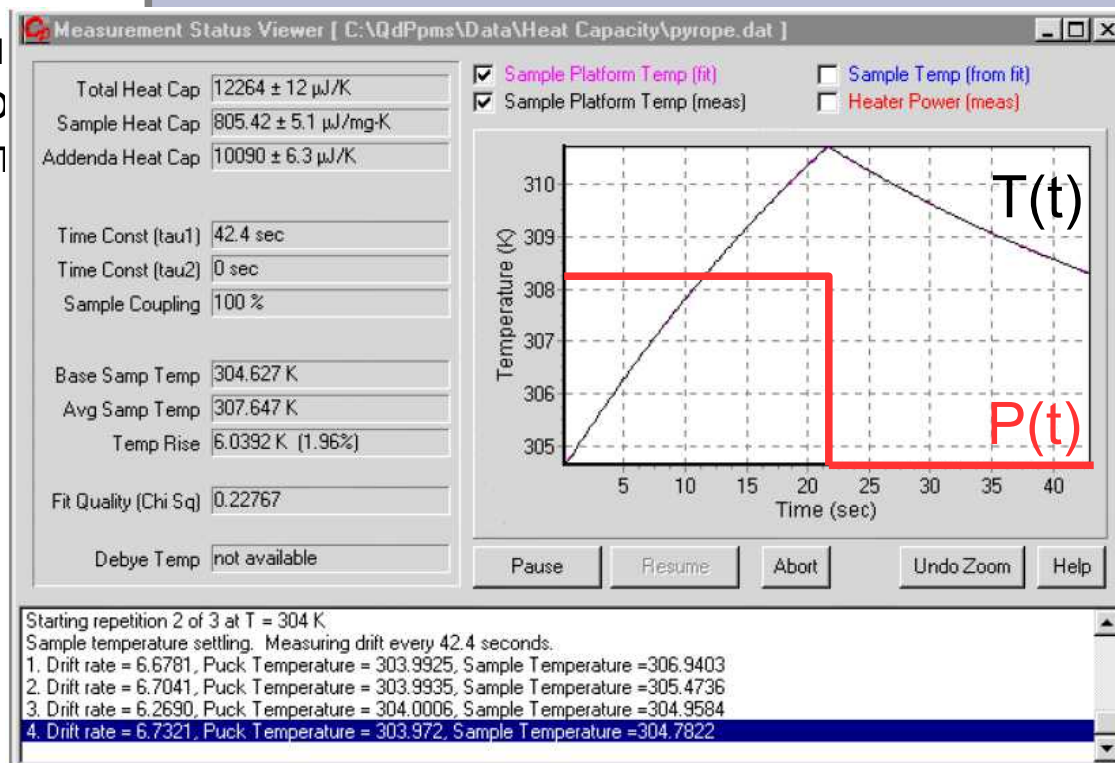 Measurement Status Viewer [ C:\QdPpms\Data\Heat Capacity\pyrope.dat ]
Total Heat Cap 12264 ± 12 µJ/K
Sample Heat Cap 805.42 ± 5.1 µJ/mg-K
Addenda Heat Cap 10090 ± 6.3 µJ/K
Time Const (tau1) 42.4 sec
Time Const (tau2) 0 sec
Sample Coupling 100 %
Base Samp Temp 304.627 K
Avg Samp Temp 307.647 K
Temp Rise 6.0392 K (1.96%)
Fit Quality (Chi Sq) 0.22767
Debye Temp not available
Sample Platform Temp (fit)
Sample Temp (from fit)
Sample Platform Temp (meas)
Heater Power (meas)
T(t)
P(t)
Temperature (K)
310
309
308
307
306
305
5 10 15 20 25 30 35 40
Time (sec)
Pause Resume Abort Undo Zoom Help
Starting repetition 2 of 3 at T = 304 K
Sample temperature settling. Measuring drift every 42.4 seconds.
1. Drift rate = 6.6781, Puck Temperature = 303.9925, Sample Temperature =306.9403
2. Drift rate = 6.7041, Puck Temperature = 303.9935, Sample Temperature =305.4736
3. Drift rate = 6.2690, Puck Temperature = 304.0006, Sample Temperature =304.9584
4. Drift rate = 6.7321, Puck Temperature = 303.972, Sample Temperature =304.7822